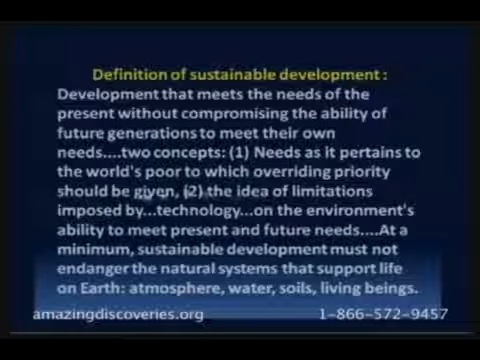 Definition of sustainable development :
Development that meets the needs of the
present without compromising the ability of
future generations to meet their own
needs....two concepts: (1) Needs as it pertains to
the world's poor to which overriding priority
should be given, (2) the idea of limitations
imposed by...technology...on the environment's
ability to meet present and future needs....At a
minimum, sustainable development must not
endanger the natural systems that support life
on Earth: atmosphere, water, soils, living beings.
amazingdiscoveries.org 1-866-572-9457